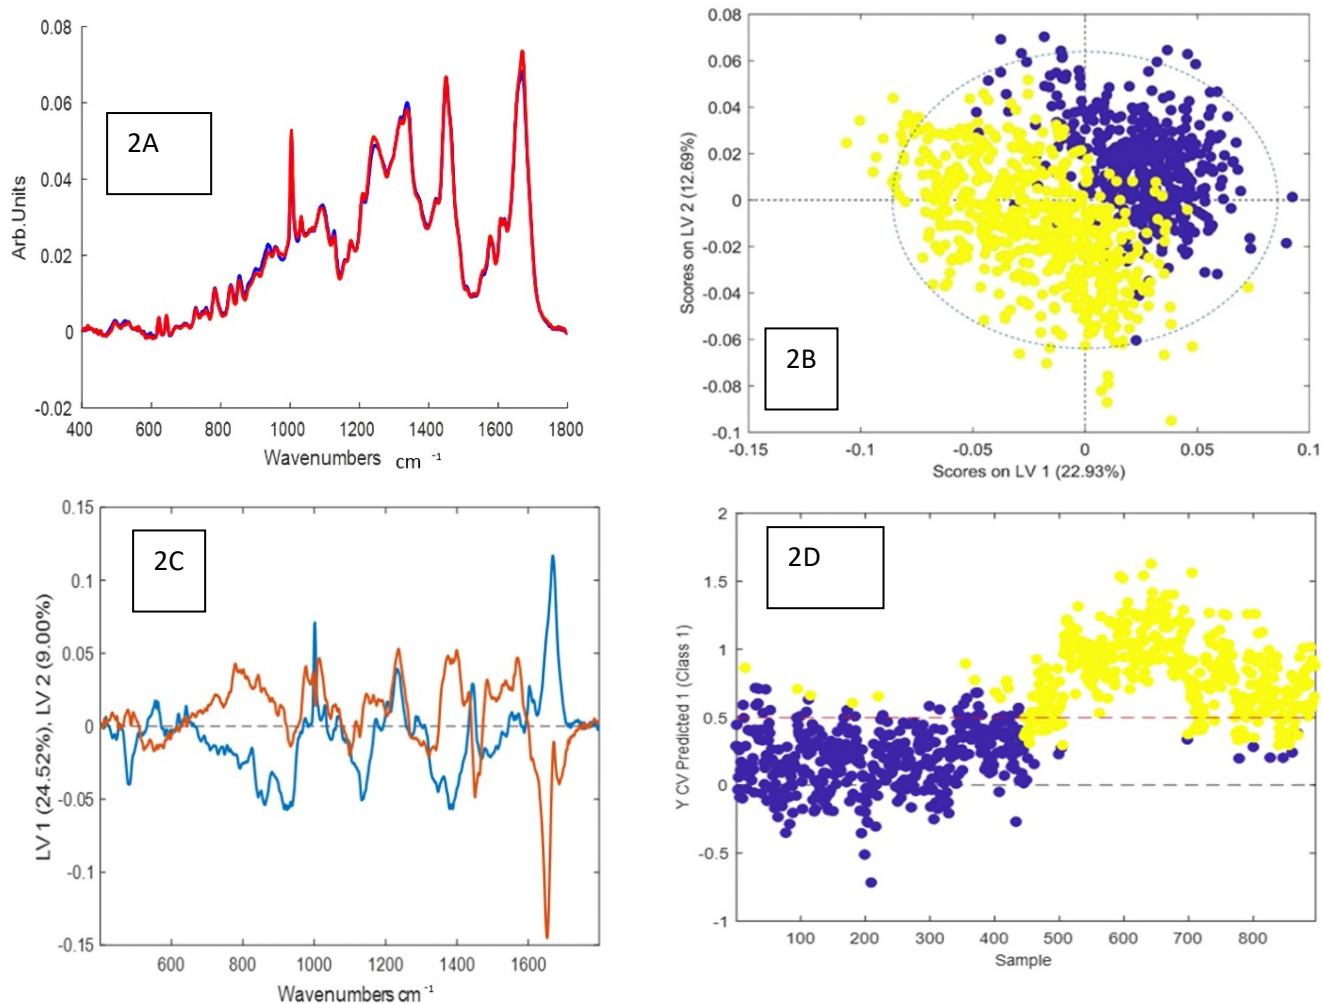 0.08
0.06
0.04
0.02
0
-0.02
Arb.Units
2A
400 600 800 1000 1200 1400 1600 1800
Wavenumbers cm ⁻¹
0.08
0.06
0.04
0.02
0
-0.02
-0.04
-0.06
-0.08
-0.1
Scores on LV 2 (12.69%)
2B
-0.15 -0.1 -0.05 0 0.05 0.1
Scores on LV 1 (22.93%)
0.15
0.1
0.05
0
-0.05
-0.1
-0.15
LV1 (24.52%), LV 2 (9.00%)
2C
600 800 1000 1200 1400 1600
Wavenumbers cm⁻¹
2
1.5
1
0.5
0
-0.5
-1
Y CV Predicted 1 (Class 1)
2D
100 200 300 400 500 600 700 800
Sample